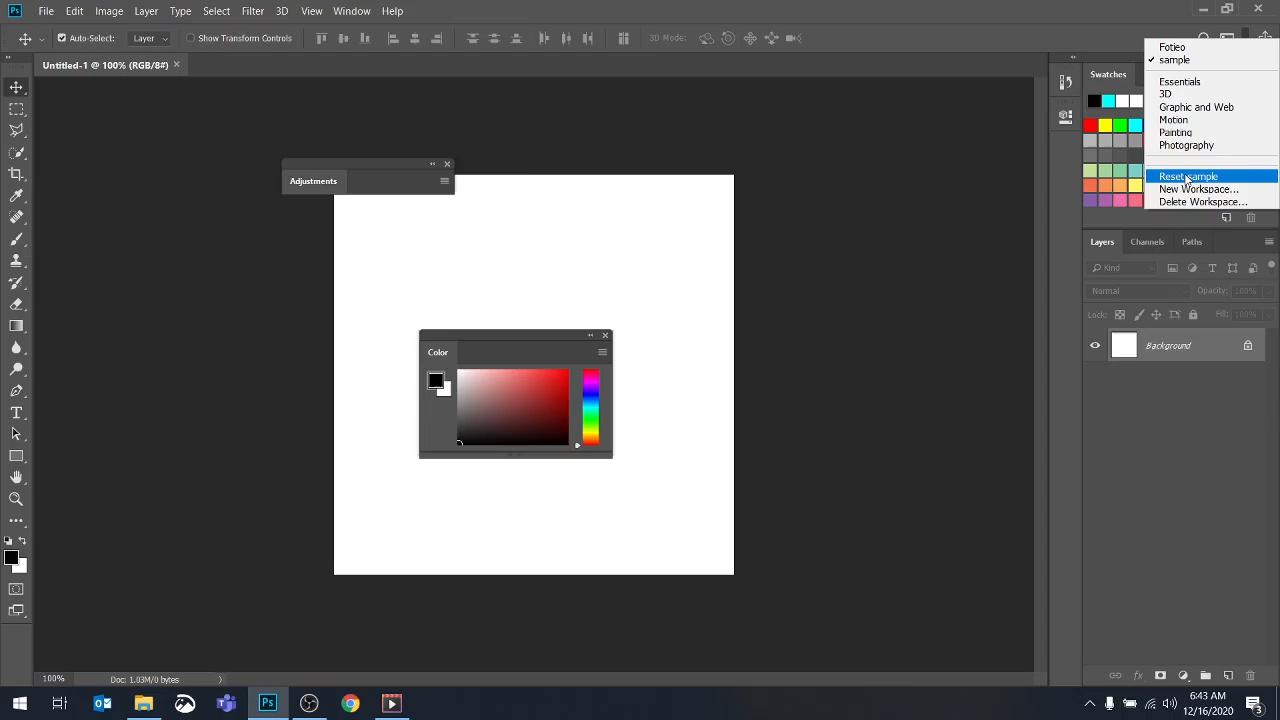 Ps File Edit Image Layer Type Select Filter 3D View Window Help
Auto-Select: Layer Show Transform Controls 3D Mode:
Untitled-1 @ 100% (RGB/8#)
Fotieo
sample
Essentials
3D
Graphic and Web
Motion
Painting
Photography
Reset sample
New Workspace...
Delete Workspace...
Swatches
Adjustments
Layers Channels Paths
Kind
Normal Opacity: 100%
Lock: Fill: 100%
Background
Color
100% Doc: 1.03M/0 bytes
Ps
6:43 AM
12/16/2020
3